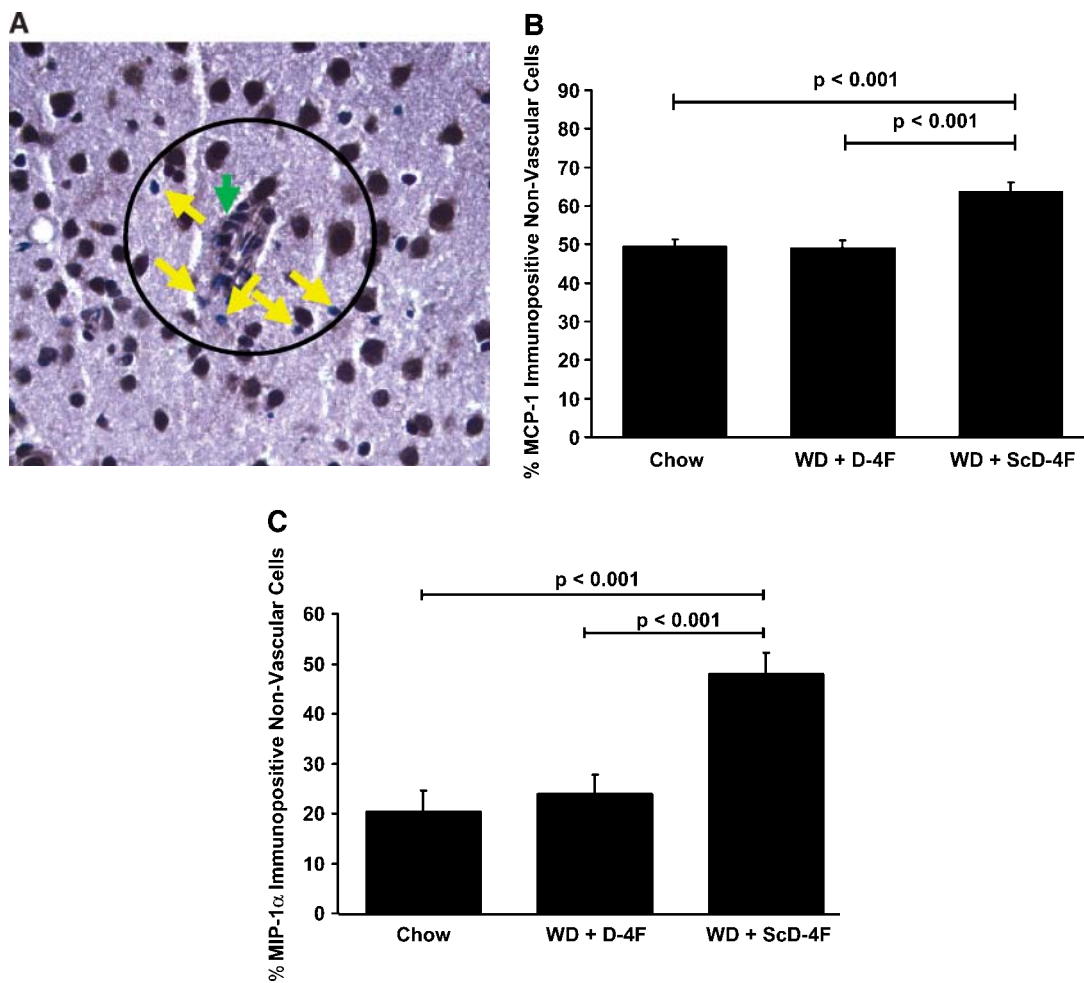 A
B
% MCP-1 Immunopositive Non-Vascular Cells
90
80
70
60
50
40
30
20
10
0
p < 0.001
p < 0.001
Chow
WD + D-4F
WD + ScD-4F
C
% MIP-1α Immunopositive Non-Vascular Cells
60
50
40
30
20
10
0
p < 0.001
p < 0.001
Chow
WD + D-4F
WD + ScD-4F